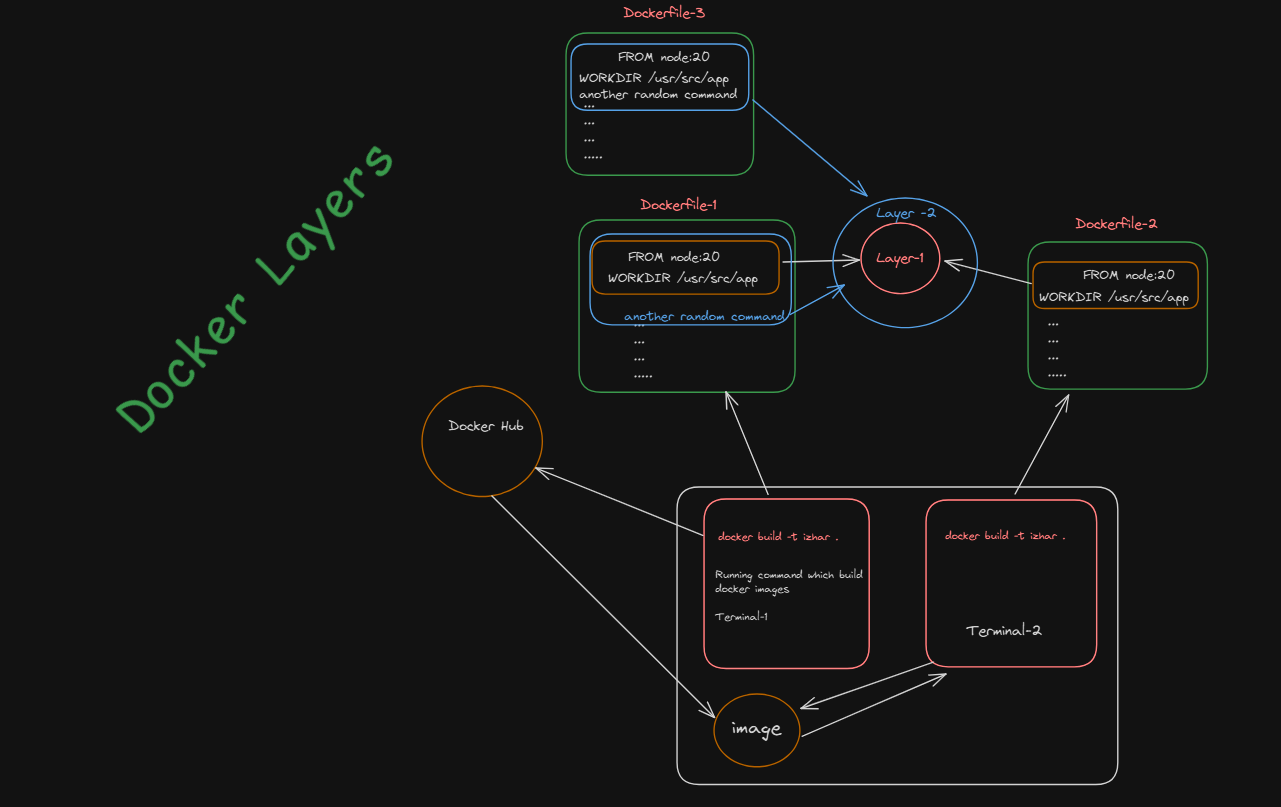 Dockerfile-3
FROM node:20
WORKDIR /usr/src/app
another random command
...
...
...
.....
Docker Layers
Dockerfile-1
FROM node:20
WORKDIR /usr/src/app
another random command
...
...
...
.....
Layer -2
Layer-1
Dockerfile-2
FROM node:20
WORKDIR /usr/src/app
...
...
...
.....
Docker Hub
docker build -t izhar .
Running command which build
docker images
Terminal-1
docker build -t izhar .
Terminal-2
image